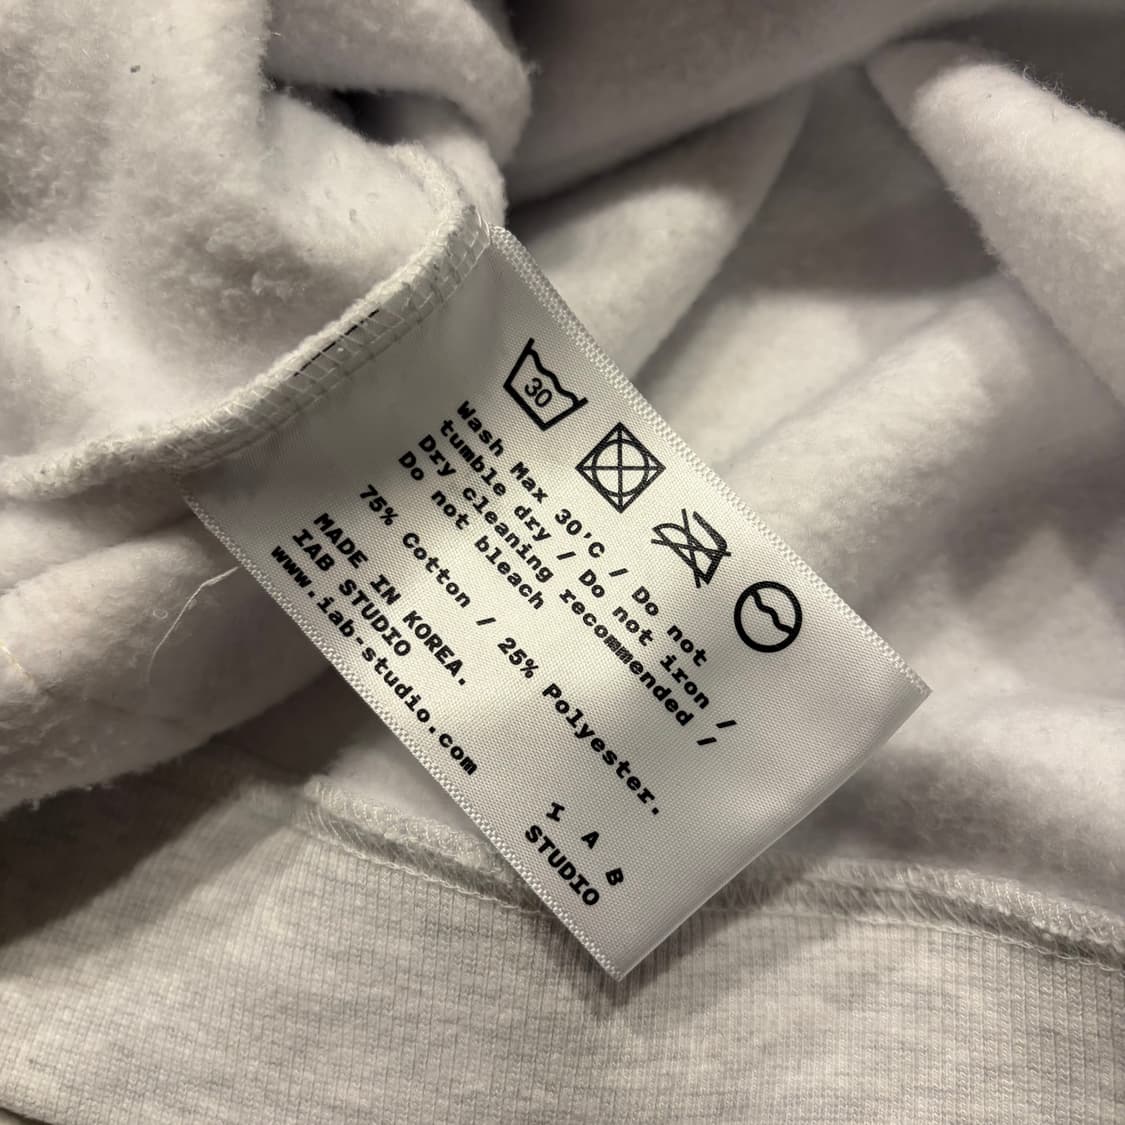 30
Wash Max 30'C / Do not
tumble dry / Do not iron /
Dry cleaning recommended /
Do not bleach
75% Cotton / 25% Polyester.
MADE IN KOREA.
IAB STUDIO
www.iab-studio.com
I A B
STUDIO